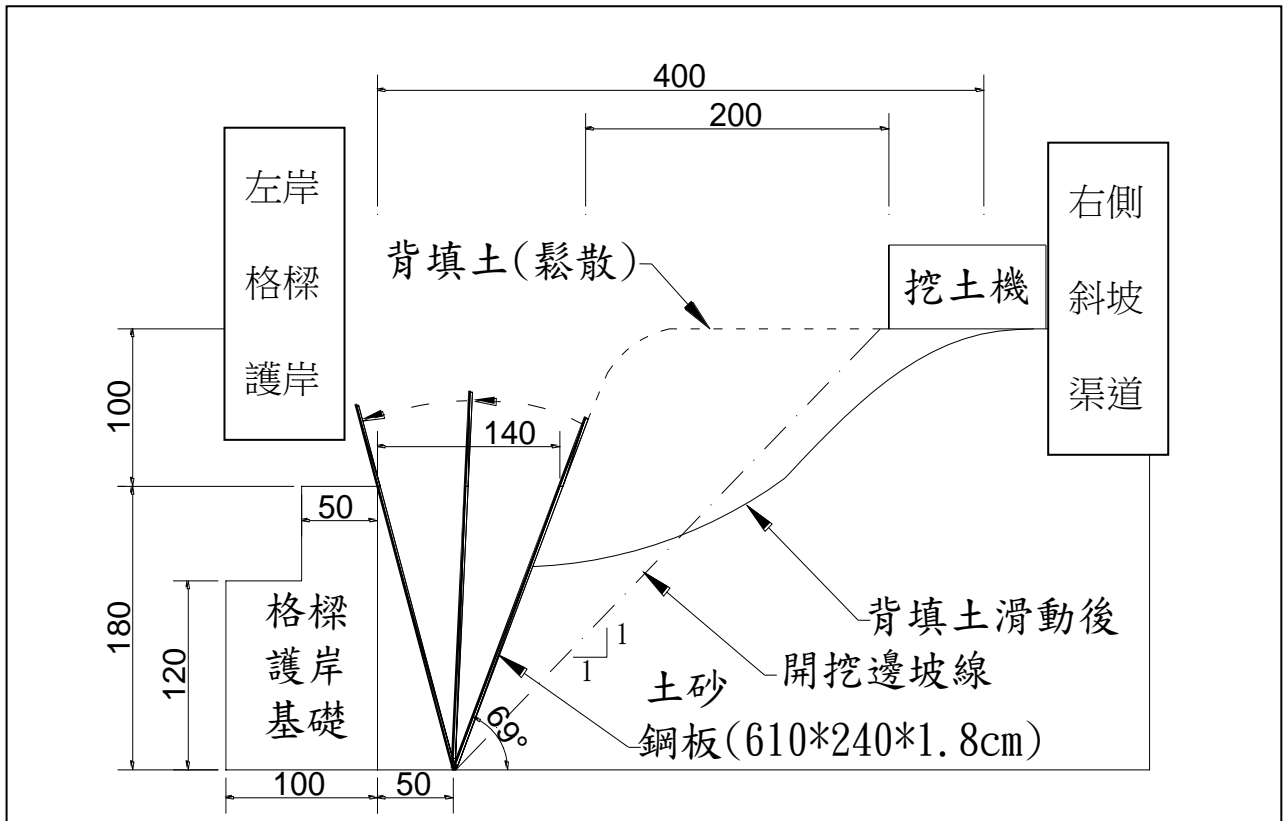 400
200
左岸
格樑
護岸
右側
斜坡
渠道
背填土(鬆散)
挖土機
100
140
50
180
120
格樑
護岸
基礎
背填土滑動後
開挖邊坡線
1
1
土砂
鋼板(610*240*1.8cm)
69°
100
50